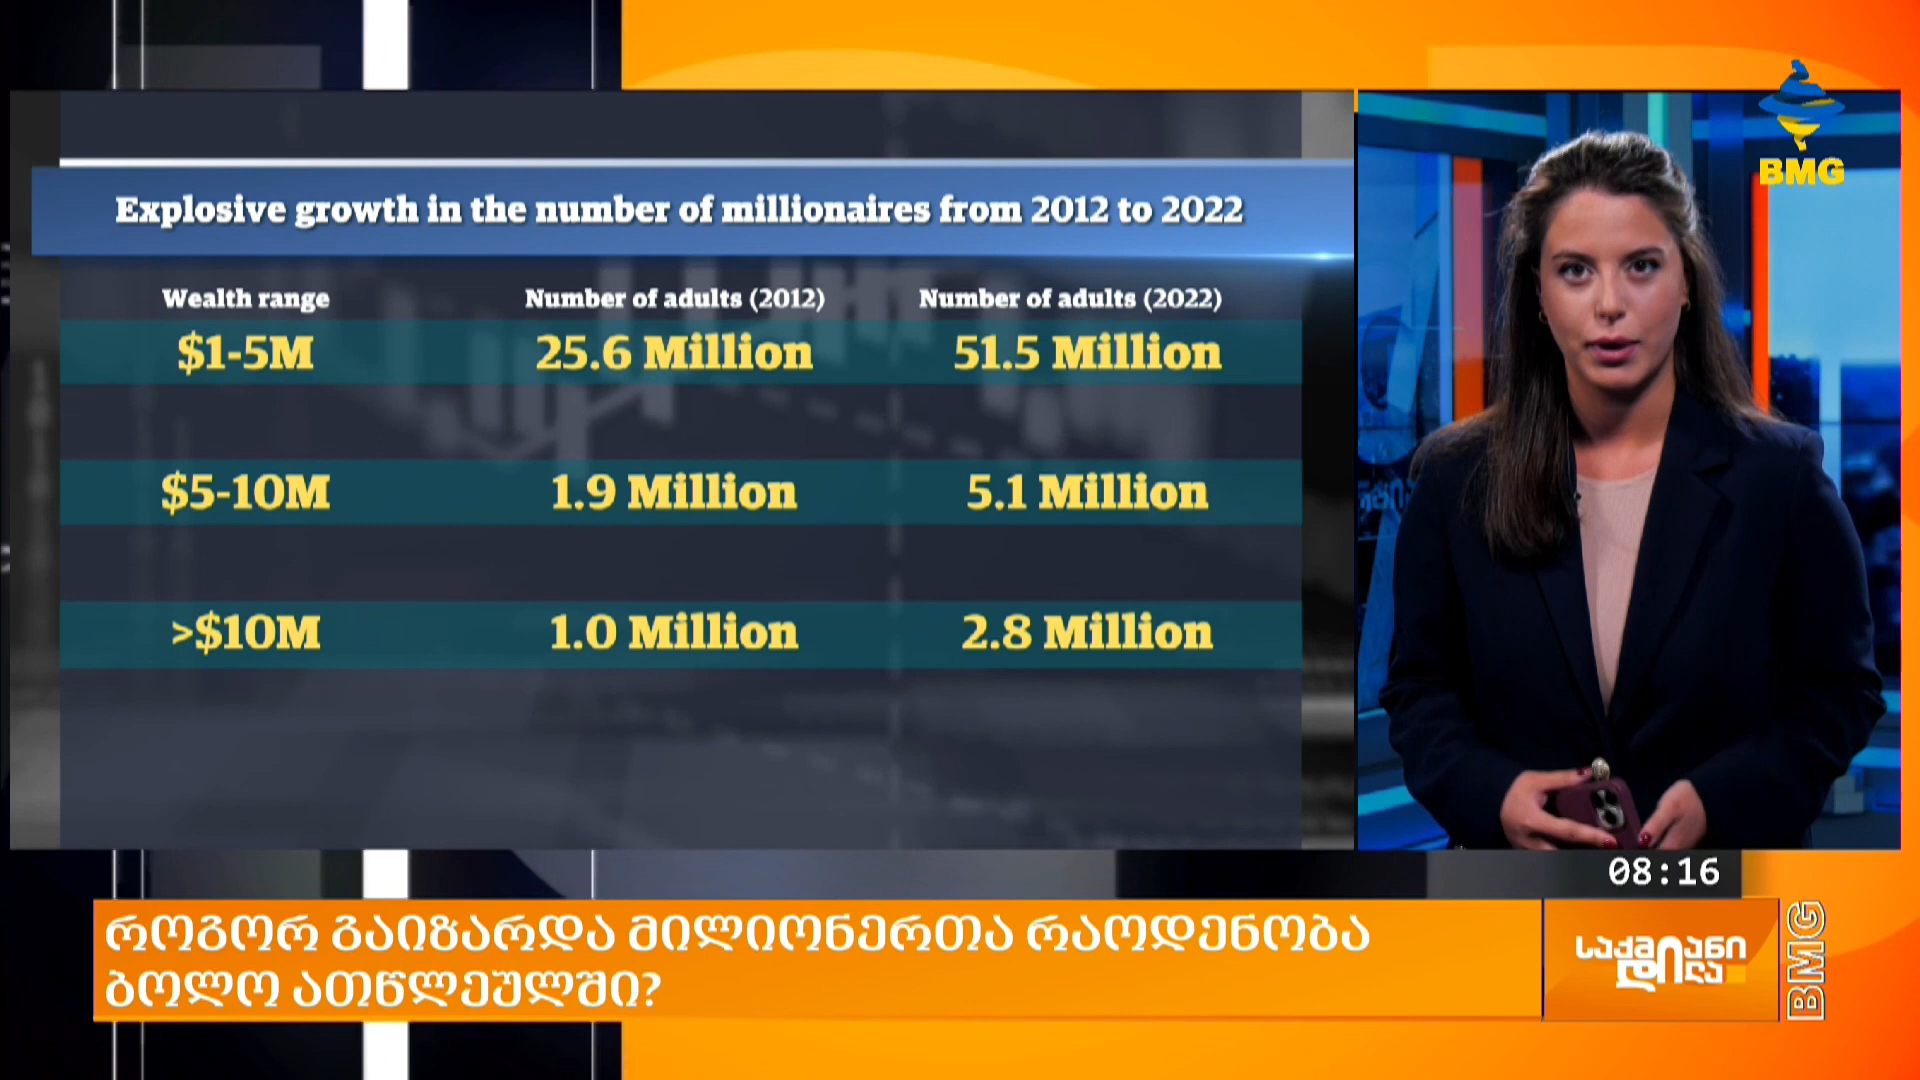 BMG
Explosive growth in the number of millionaires from 2012 to 2022
Wealth range Number of adults (2012) Number of adults (2022)
$1-5M 25.6 Million 51.5 Million
$5-10M 1.9 Million 5.1 Million
>$10M 1.0 Million 2.8 Million
08:16
როგორ გაიზარდა მილიონერთა რაოდენობა
ბოლო ათწლეულში?
საქმიანი
დილა
BMG